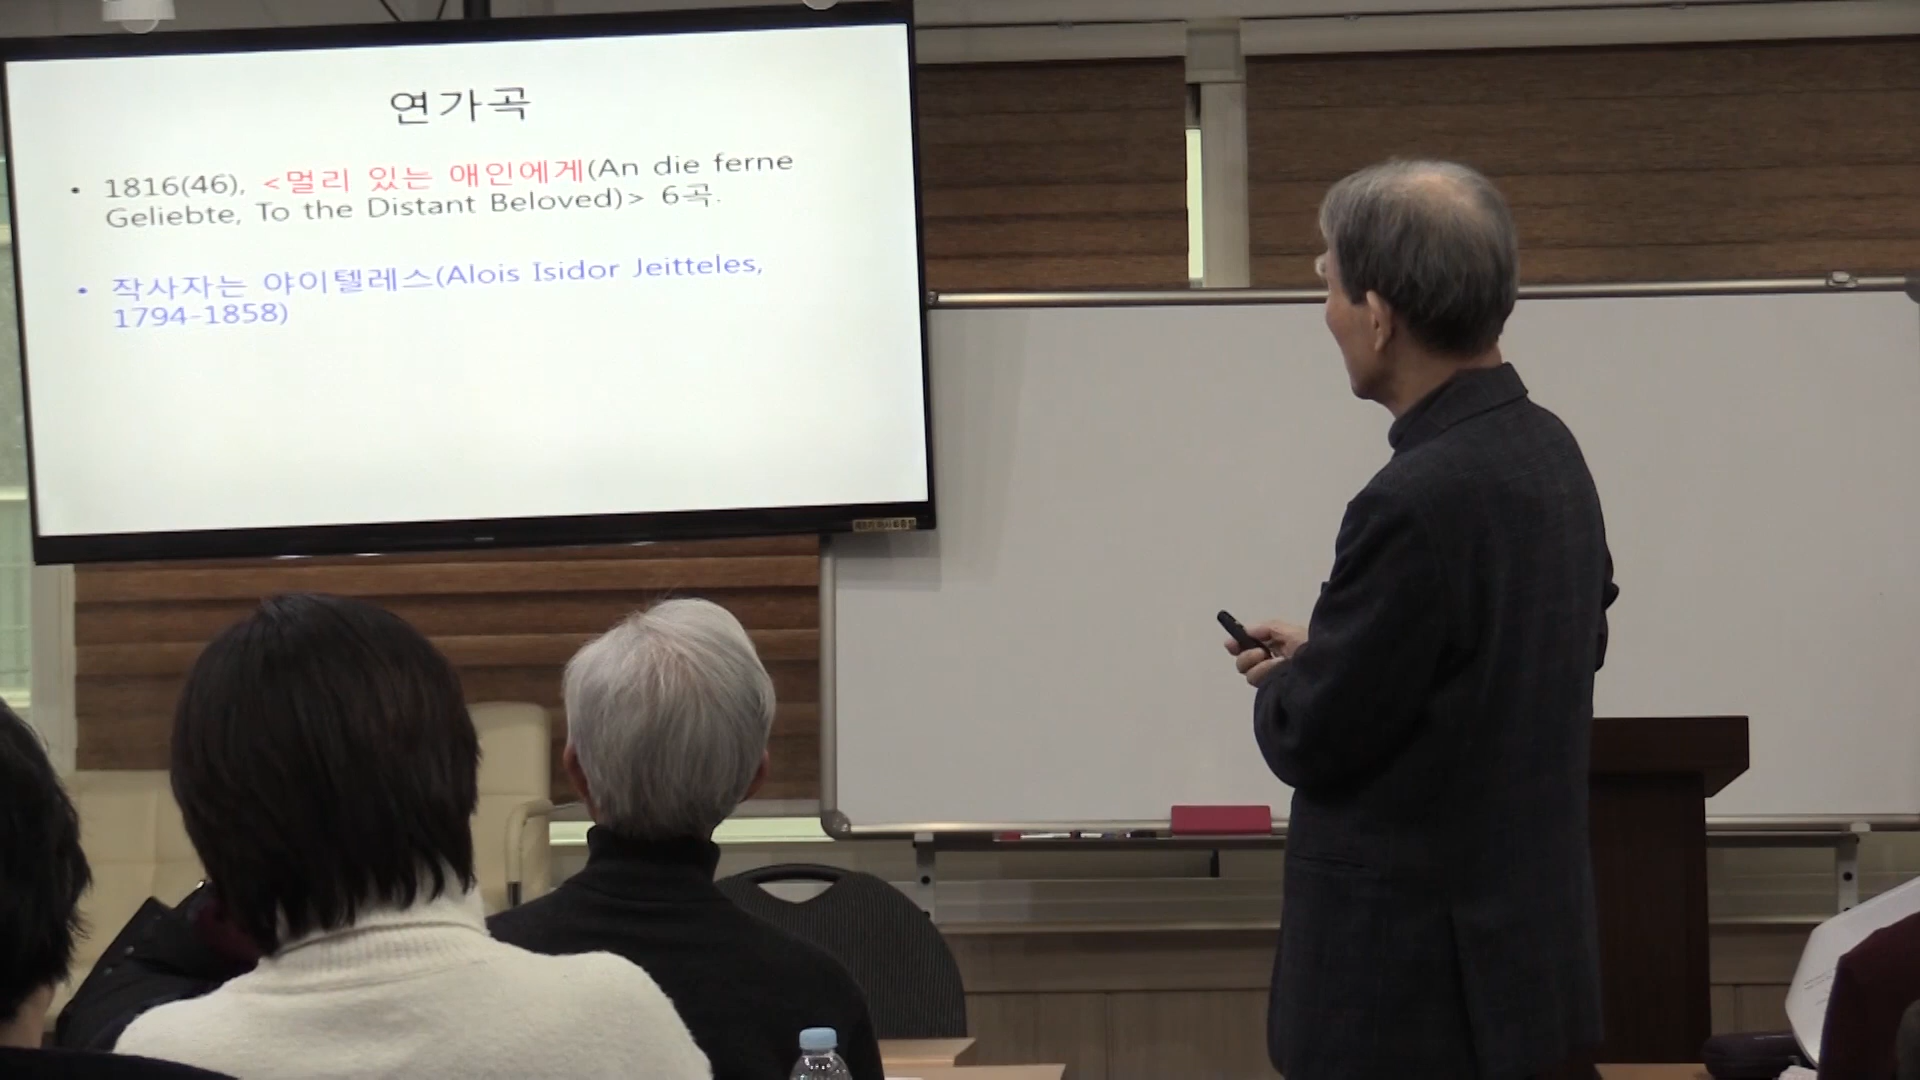 연가곡
• 1816(46), <멀리 있는 애인에게(An die ferne
Geliebte, To the Distant Beloved)> 6곡.
• 작사자는 야이텔레스(Alois Isidor Jeitteles,
1794-1858)